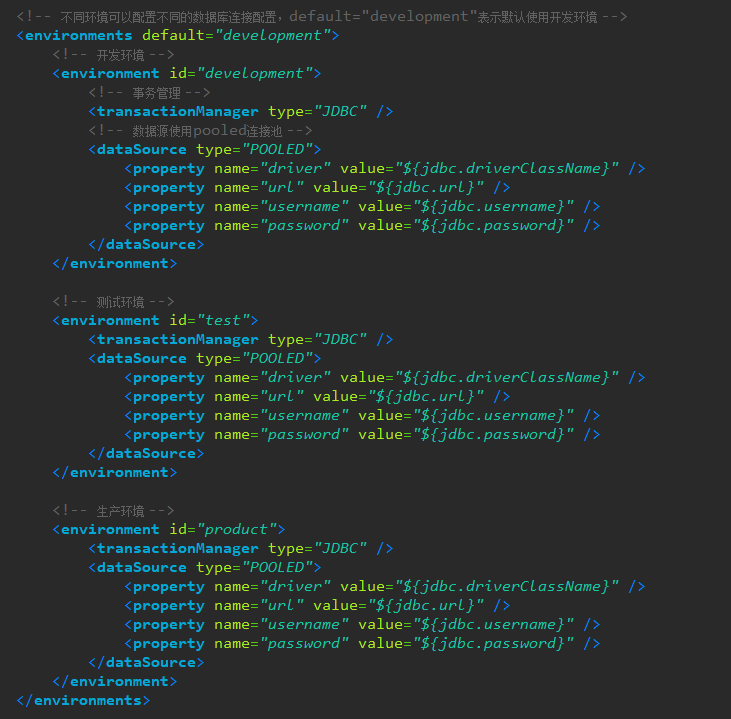 <!-- 不同环境可以配置不同的数据库连接配置，default="development"表示默认使用开发环境 -->
<environments default="development">
<!-- 开发环境 -->
<environment id="development">
<!-- 事务管理 -->
<transactionManager type="JDBC" />
<!-- 数据源使用pooled连接池 -->
<dataSource type="POOLED">
<property name="driver" value="${jdbc.driverClassName}" />
<property name="url" value="${jdbc.url}" />
<property name="username" value="${jdbc.username}" />
<property name="password" value="${jdbc.password}" />
</dataSource>
</environment>
<!-- 测试环境 -->
<environment id="test">
<transactionManager type="JDBC" />
<dataSource type="POOLED">
<property name="driver" value="${jdbc.driverClassName}" />
<property name="url" value="${jdbc.url}" />
<property name="username" value="${jdbc.username}" />
<property name="password" value="${jdbc.password}" />
</dataSource>
</environment>
<!-- 生产环境 -->
<environment id="product">
<transactionManager type="JDBC" />
<dataSource type="POOLED">
<property name="driver" value="${jdbc.driverClassName}" />
<property name="url" value="${jdbc.url}" />
<property name="username" value="${jdbc.username}" />
<property name="password" value="${jdbc.password}" />
</dataSource>
</environment>
</environments>